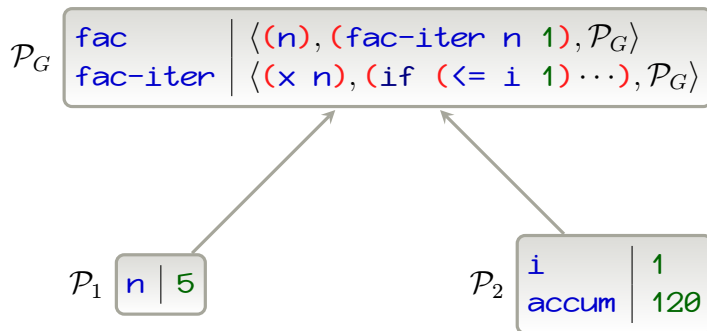 𝒫_G fac | ⟨(n), (fac-iter n 1), 𝒫_G⟩
fac-iter | ⟨(x n), (if (<= i 1) ⋯), 𝒫_G⟩
𝒫_1 n | 5
𝒫_2 i | 1
accum | 120